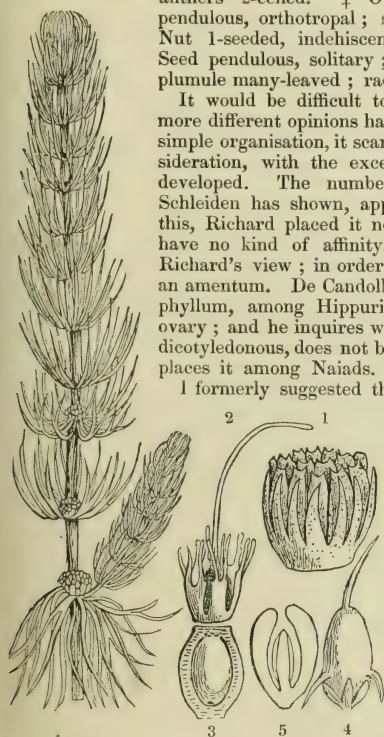 anthers 2-celled. ♀ O
pendulous, orthotropal ; s
Nut 1-seeded, indehiscen
Seed pendulous, solitary ;
plumule many-leaved ; ra
It would be difficult to
more different opinions ha
simple organisation, it scar
sideration, with the exce
developed. The numbe
Schleiden has shown, app
this, Richard placed it ne
have no kind of affinity
Richard's view ; in order
an amentum. De Candoll
phyllum, among Hippuri
ovary ; and he inquires w
dicotyledonous, does not b
places it among Naiads.
I formerly suggested th
2 1
3 5 4